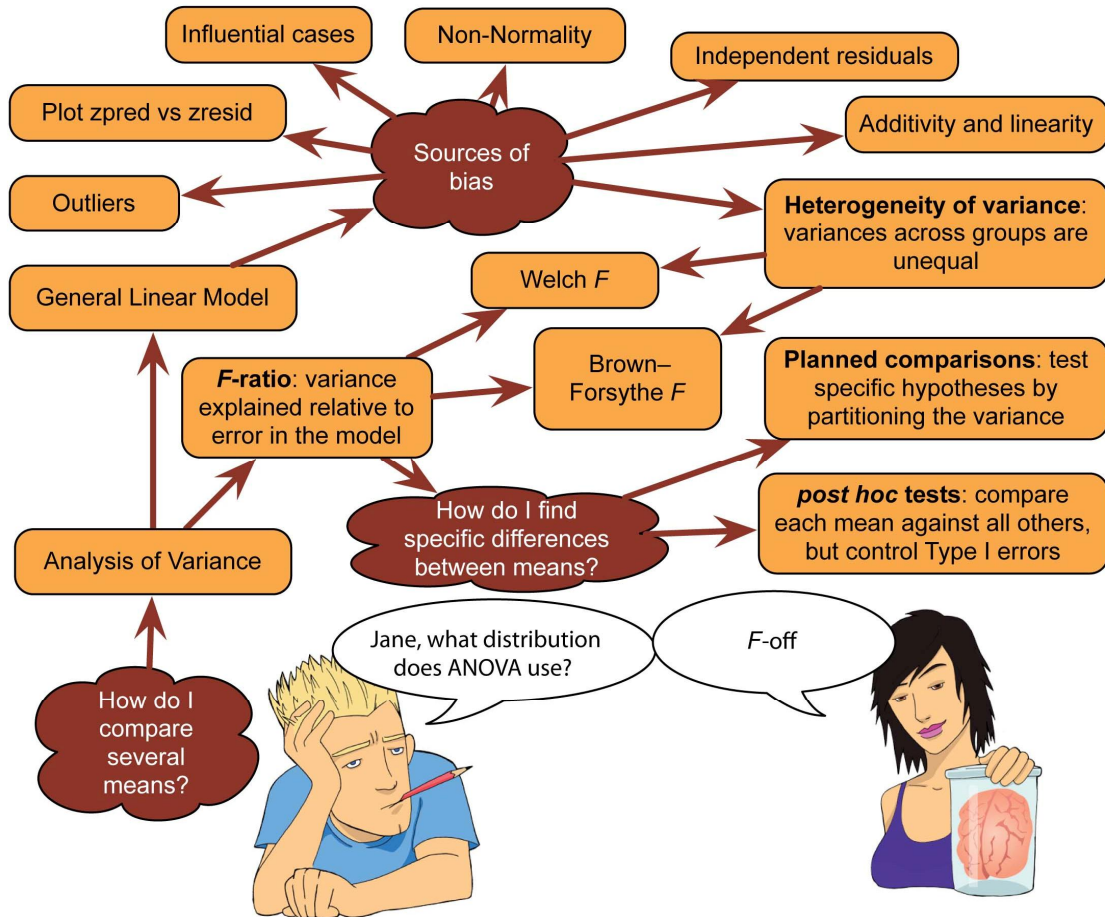 Influential cases
Non-Normality
Independent residuals
Plot zpred vs zresid
Additivity and linearity
Sources of
bias
Outliers
Heterogeneity of variance:
variances across groups are
unequal
General Linear Model
Welch F
F-ratio: variance
explained relative to
error in the model
Brown–
Forsythe F
Planned comparisons: test
specific hypotheses by
partitioning the variance
How do I find
specific differences
between means?
post hoc tests: compare
each mean against all others,
but control Type I errors
Analysis of Variance
How do I
compare
several
means?
Jane, what distribution
does ANOVA use?
F-off